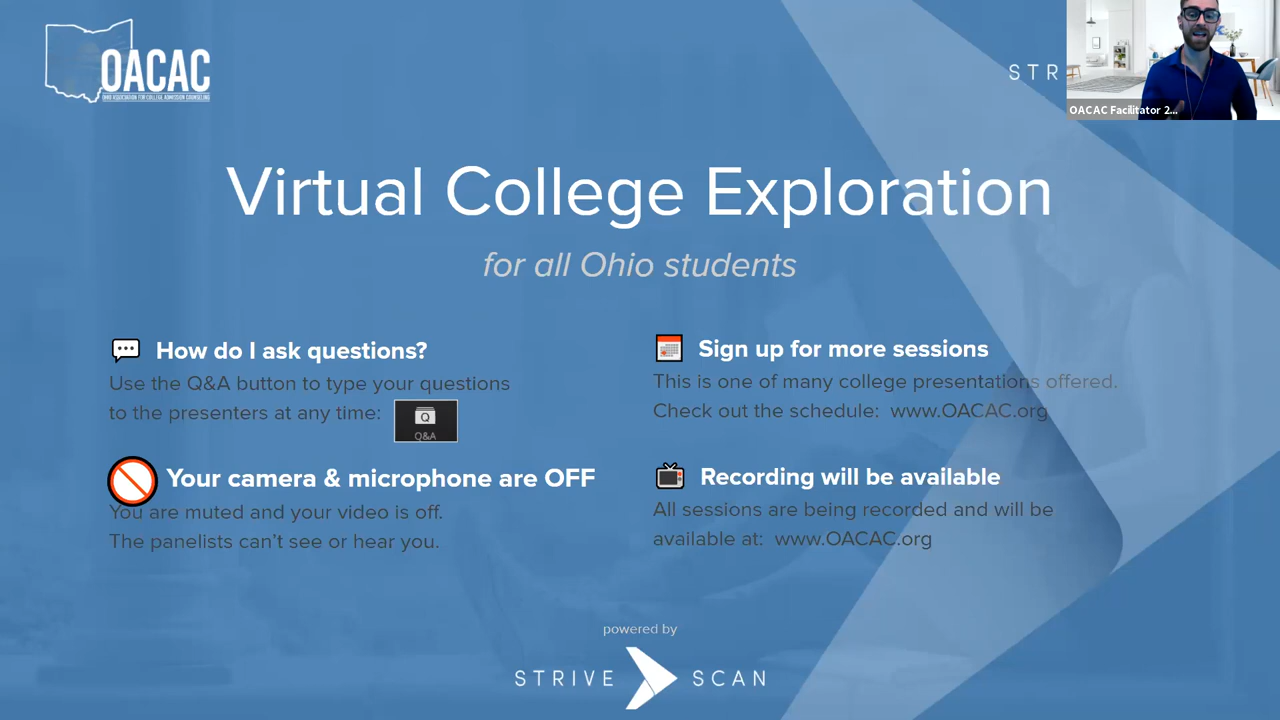 OACAC
OHIO ASSOCIATION FOR COLLEGE ADMISSION COUNSELING
STR
OACAC Facilitator 2...
Virtual College Exploration
for all Ohio students
How do I ask questions?
Use the Q&A button to type your questions
to the presenters at any time:
Q
Q&A
Your camera & microphone are OFF
You are muted and your video is off.
The panelists can't see or hear you.
Sign up for more sessions
This is one of many college presentations offered.
Check out the schedule: www.OACAC.org
Recording will be available
All sessions are being recorded and will be
available at: www.OACAC.org
powered by
STRIVE SCAN